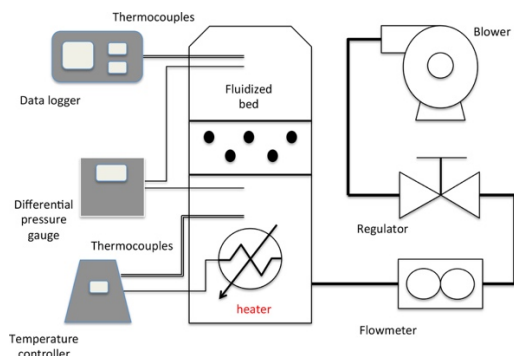 Thermocouples
Data logger
Fluidized
bed
Blower
Differential
pressure
gauge
Regulator
Thermocouples
heater
Flowmeter
Temperature
controller